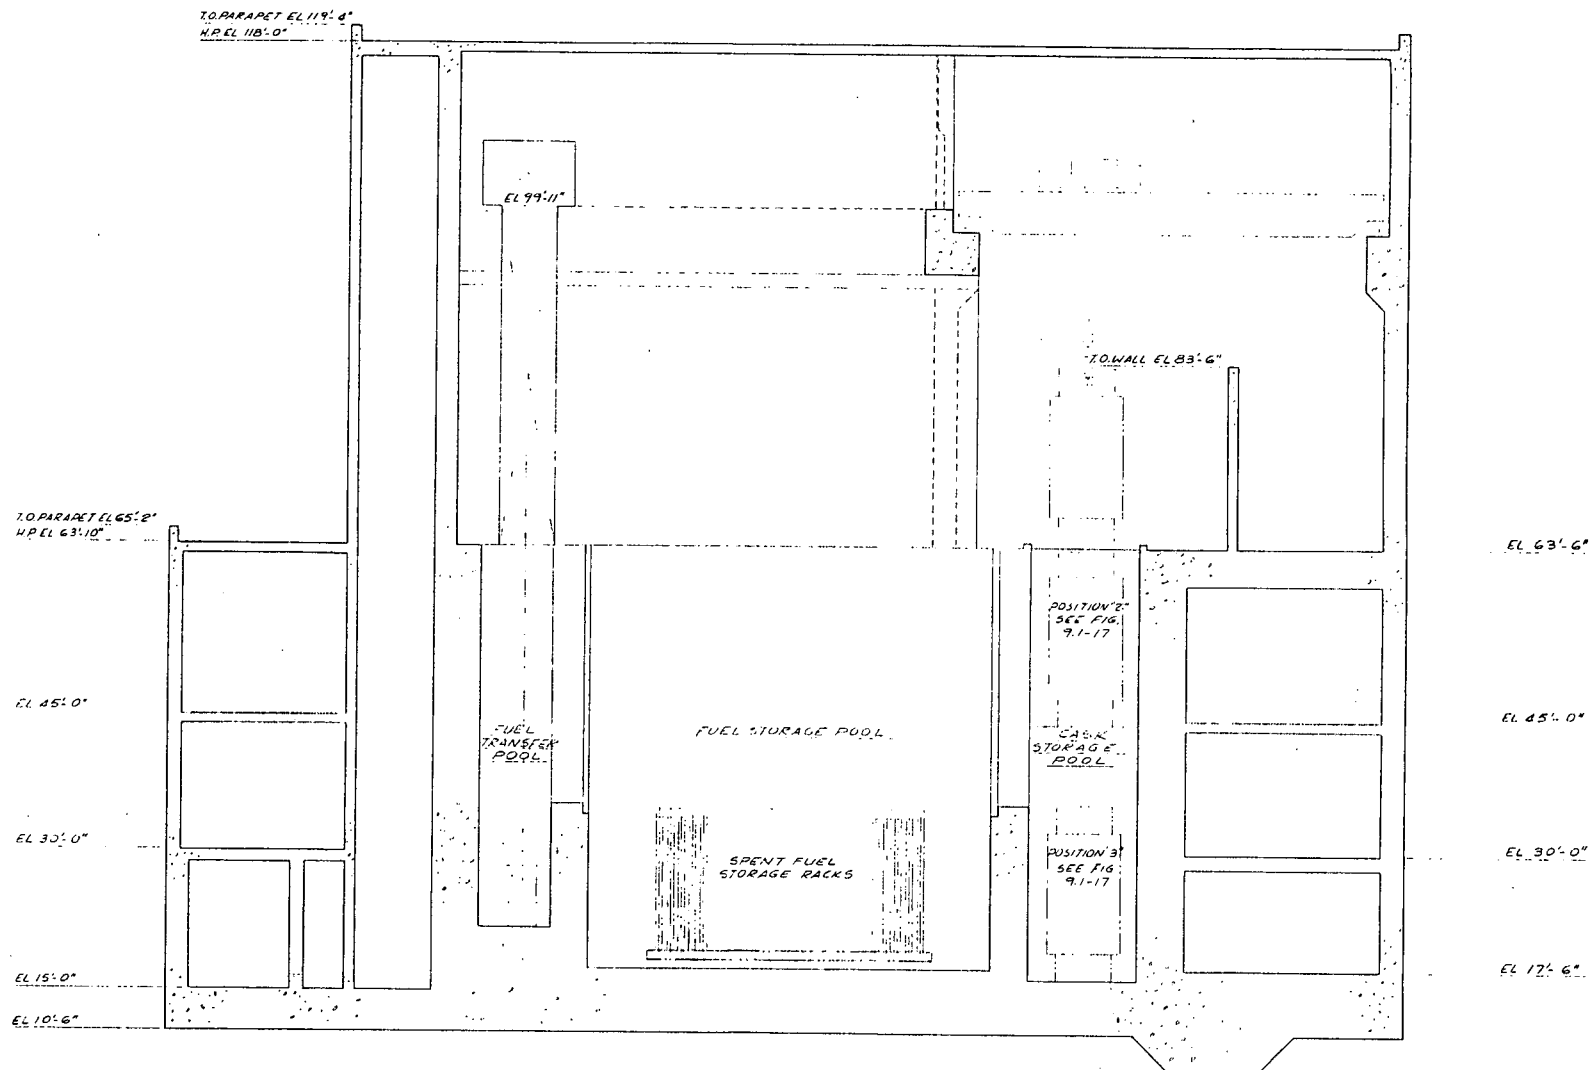 T.O.PARAPET EL 119'-4"
H.P. EL 118'-0"
EL 99'-11"
T.O.WALL EL 83'-6"
T.O.PARAPET EL 65'-2"
H.P. EL 63'-10"
EL 63'-6"
POSITION "2"
SEE FIG.
9.1-17
EL 45'-0"
EL 45'-0"
FUEL
TRANSFER
POOL
FUEL STORAGE POOL
CASK
STORAGE
POOL
EL 30'-0"
EL 30'-0"
SPENT FUEL
STORAGE RACKS
POSITION "3"
SEE FIG
9.1-17
EL 15'-0"
EL 17'-6"
EL 10'-6"